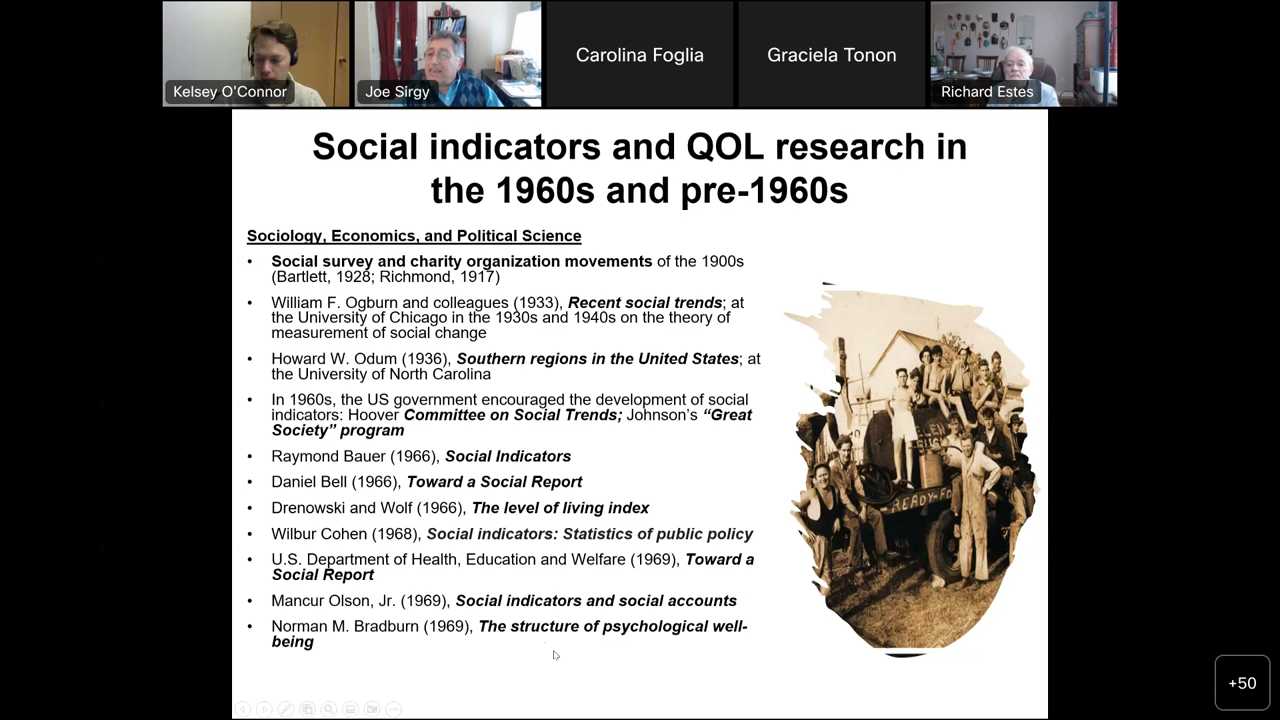 Kelsey O'Connor
Joe Sirgy
Carolina Foglia
Graciela Tonon
Richard Estes
Social indicators and QOL research in
the 1960s and pre-1960s
Sociology, Economics, and Political Science
• Social survey and charity organization movements of the 1900s
(Bartlett, 1928; Richmond, 1917)
• William F. Ogburn and colleagues (1933), Recent social trends; at
the University of Chicago in the 1930s and 1940s on the theory of
measurement of social change
• Howard W. Odum (1936), Southern regions in the United States; at
the University of North Carolina
• In 1960s, the US government encouraged the development of social
indicators: Hoover Committee on Social Trends; Johnson's “Great
Society” program
• Raymond Bauer (1966), Social Indicators
• Daniel Bell (1966), Toward a Social Report
• Drenowski and Wolf (1966), The level of living index
• Wilbur Cohen (1968), Social indicators: Statistics of public policy
• U.S. Department of Health, Education and Welfare (1969), Toward a
Social Report
• Mancur Olson, Jr. (1969), Social indicators and social accounts
• Norman M. Bradburn (1969), The structure of psychological well-
being
READY-FO
+50